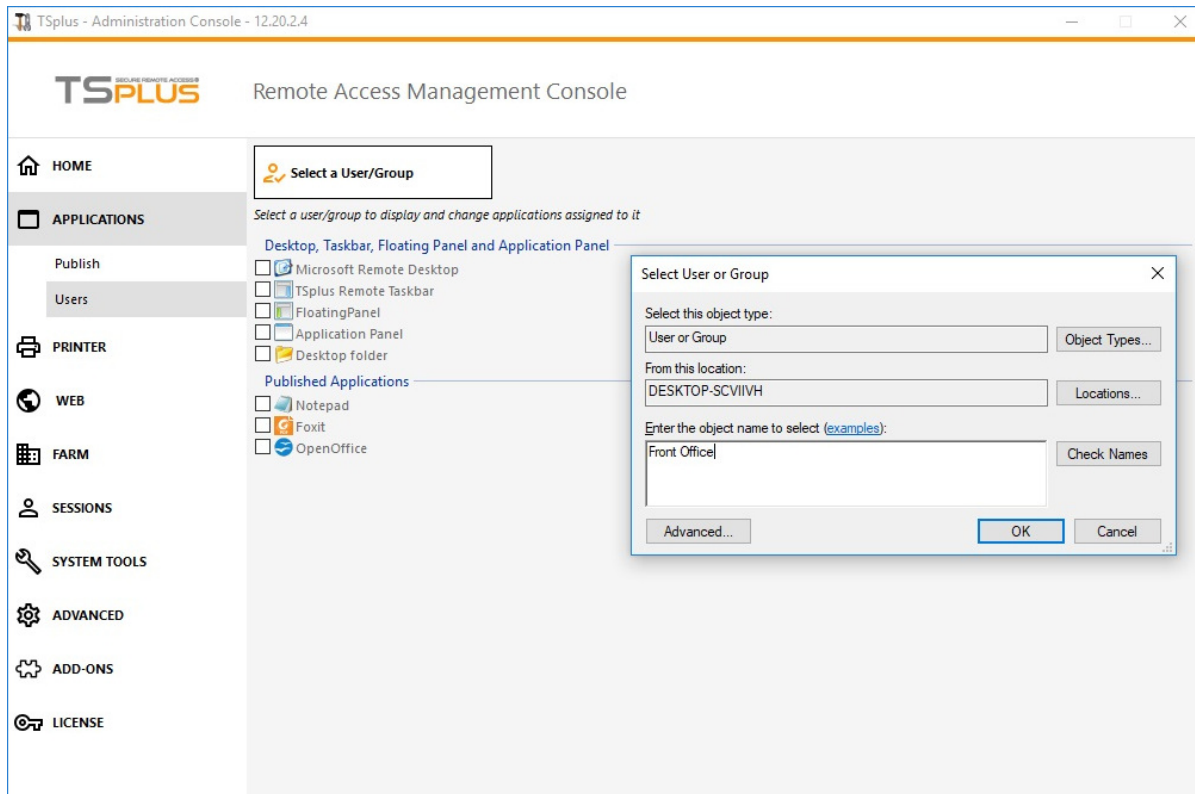 TSplus - Administration Console - 12.20.2.4
TSPLUS
SECURE REMOTE ACCESS®
Remote Access Management Console
HOME
APPLICATIONS
Publish
Users
PRINTER
WEB
FARM
SESSIONS
SYSTEM TOOLS
ADVANCED
ADD-ONS
LICENSE
Select a User/Group
Select a user/group to display and change applications assigned to it
Desktop, Taskbar, Floating Panel and Application Panel
Microsoft Remote Desktop
TSplus Remote Taskbar
FloatingPanel
Application Panel
Desktop folder
Published Applications
Notepad
Foxit
OpenOffice
Select User or Group
Select this object type:
User or Group
Object Types...
From this location:
DESKTOP-SCVIIVH
Locations...
Enter the object name to select (examples):
Front Office
Check Names
Advanced...
OK
Cancel